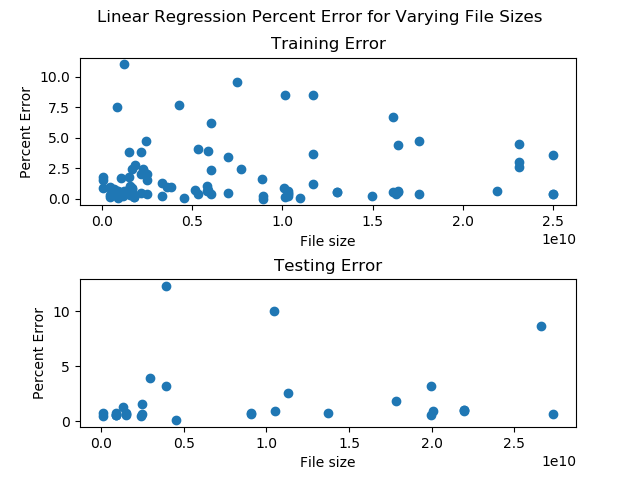 Linear Regression Percent Error for Varying File Sizes
Training Error
Percent Error
10.0
7.5
5.0
2.5
0.0
0.0 0.5 1.0 1.5 2.0 2.5
File size
1e10
Testing Error
Percent Error
10
5
0
0.0 0.5 1.0 1.5 2.0 2.5
File size
1e10